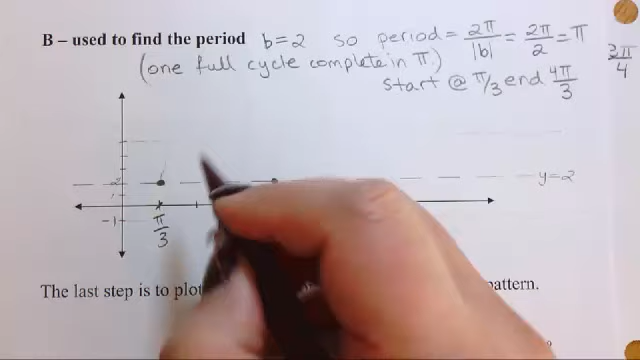 B – used to find the period b=2 so period = 2π/|b| = 2π/2 = π
(one full cycle complete in π)
start @ π/3 end 4π/3
3π/4
2
y=2
1
-1
π/3
The last step is to plot pattern.